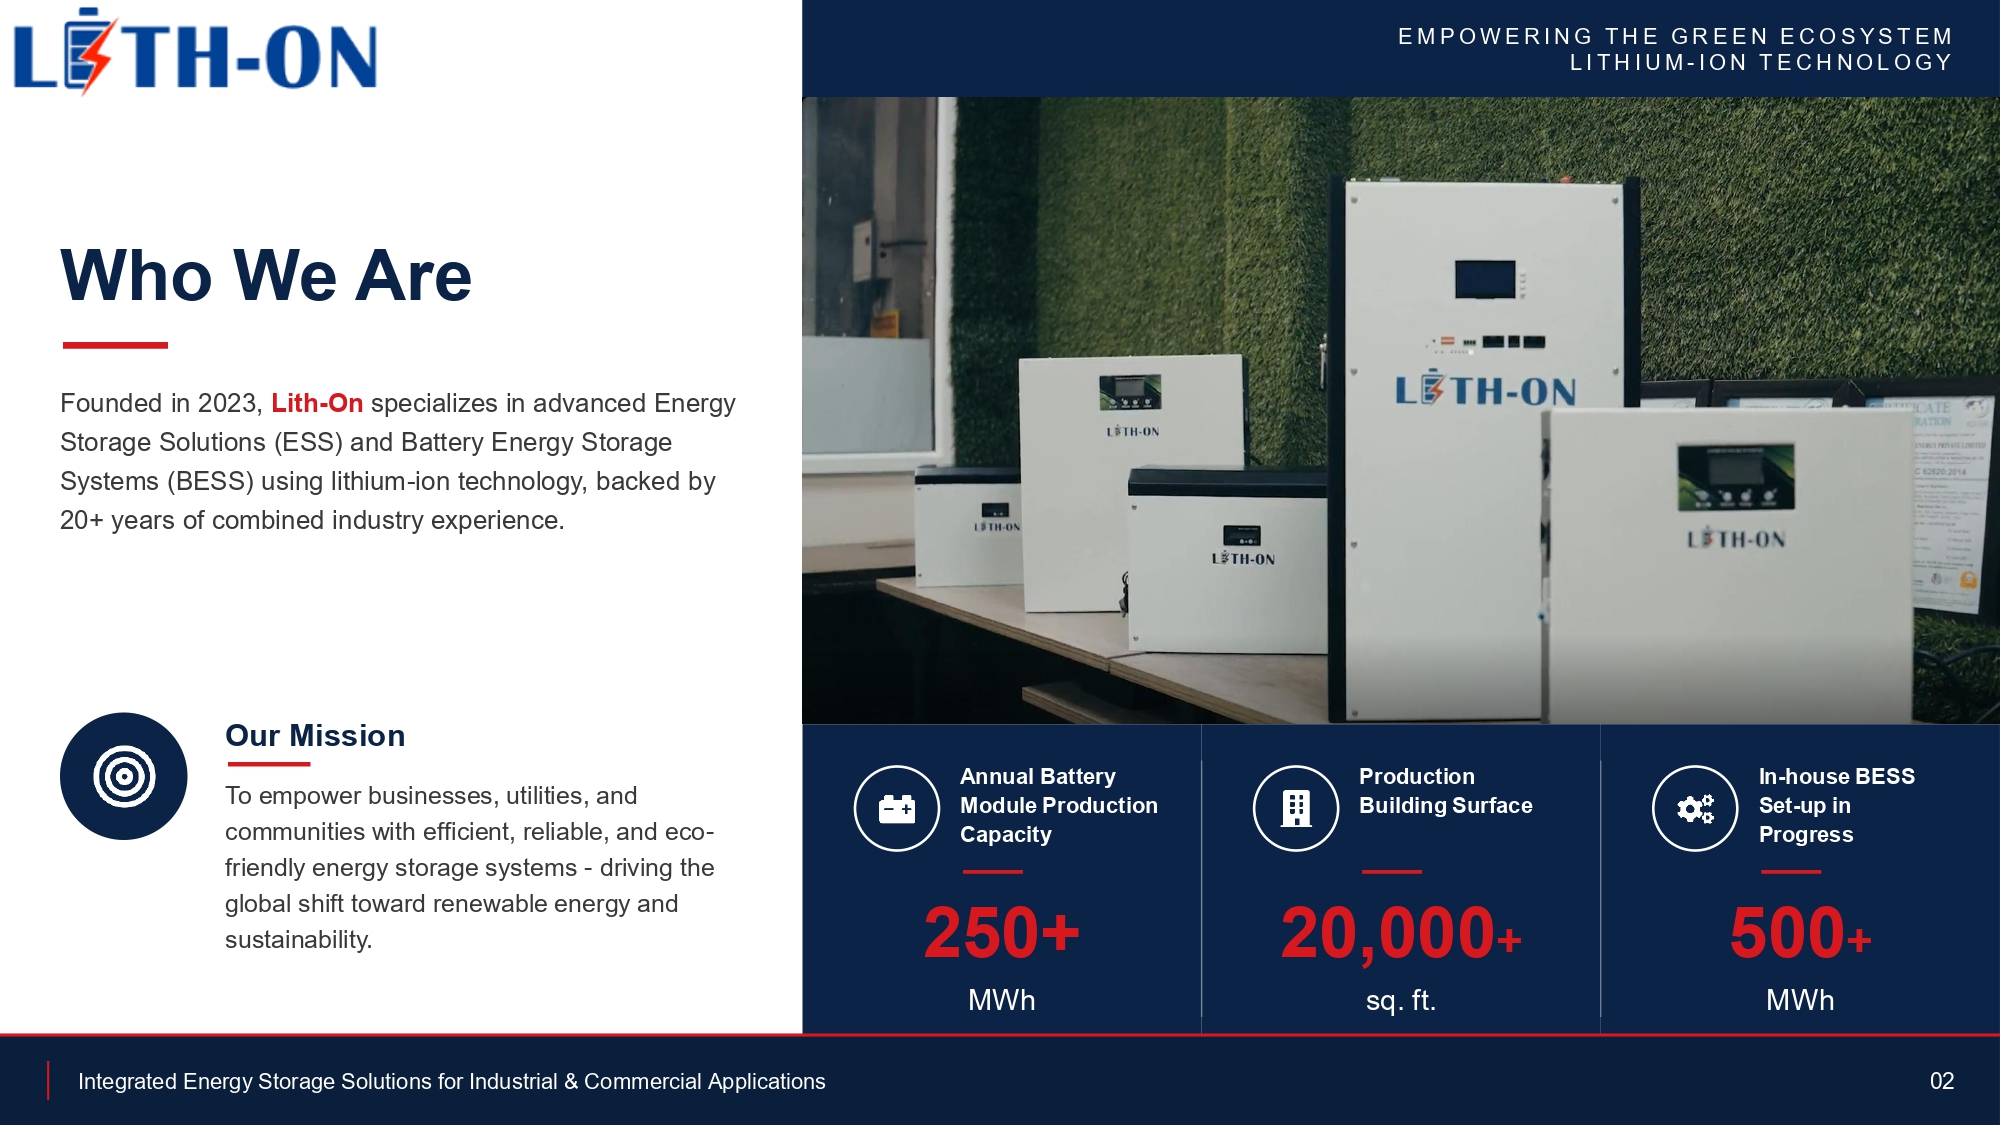 LITH-ON
EMPOWERING THE GREEN ECOSYSTEM
LITHIUM-ION TECHNOLOGY
Who We Are
Founded in 2023, Lith-On specializes in advanced Energy
Storage Solutions (ESS) and Battery Energy Storage
Systems (BESS) using lithium-ion technology, backed by
20+ years of combined industry experience.
Our Mission
To empower businesses, utilities, and
communities with efficient, reliable, and eco-
friendly energy storage systems - driving the
global shift toward renewable energy and
sustainability.
LITH-ON
LITH-ON
LITH-ON
LITH-ON
LITH-ON
Annual Battery
Module Production
Capacity
250+
MWh
Production
Building Surface
20,000+
sq. ft.
In-house BESS
Set-up in
Progress
500+
MWh
Integrated Energy Storage Solutions for Industrial & Commercial Applications
02